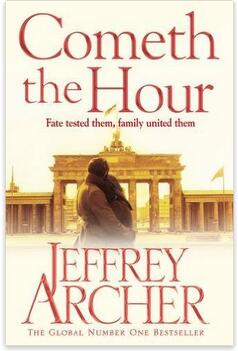 Cometh
the Hour
Fate tested them, family united them
JEFFREY
ARCHER
THE GLOBAL NUMBER ONE BESTSELLER